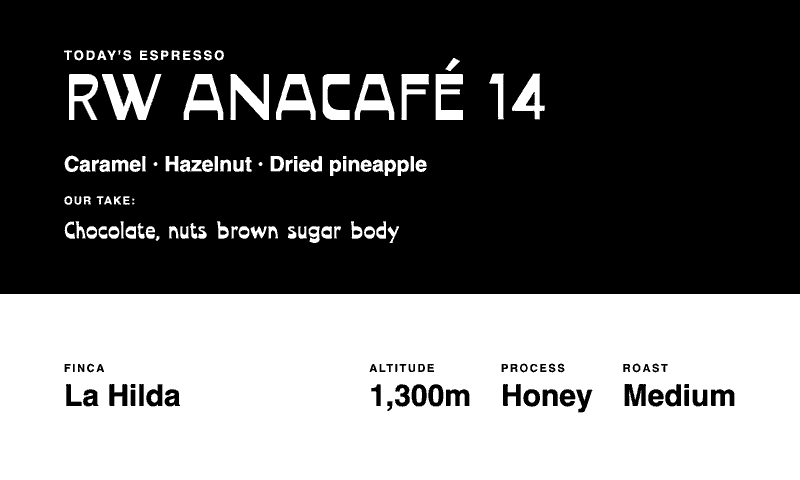 TODAY'S ESPRESSO
RW ANACAFÉ 14
Caramel · Hazelnut · Dried pineapple
OUR TAKE:
Chocolate, nuts brown sugar body
FINCA ALTITUDE PROCESS ROAST
La Hilda 1,300m Honey Medium